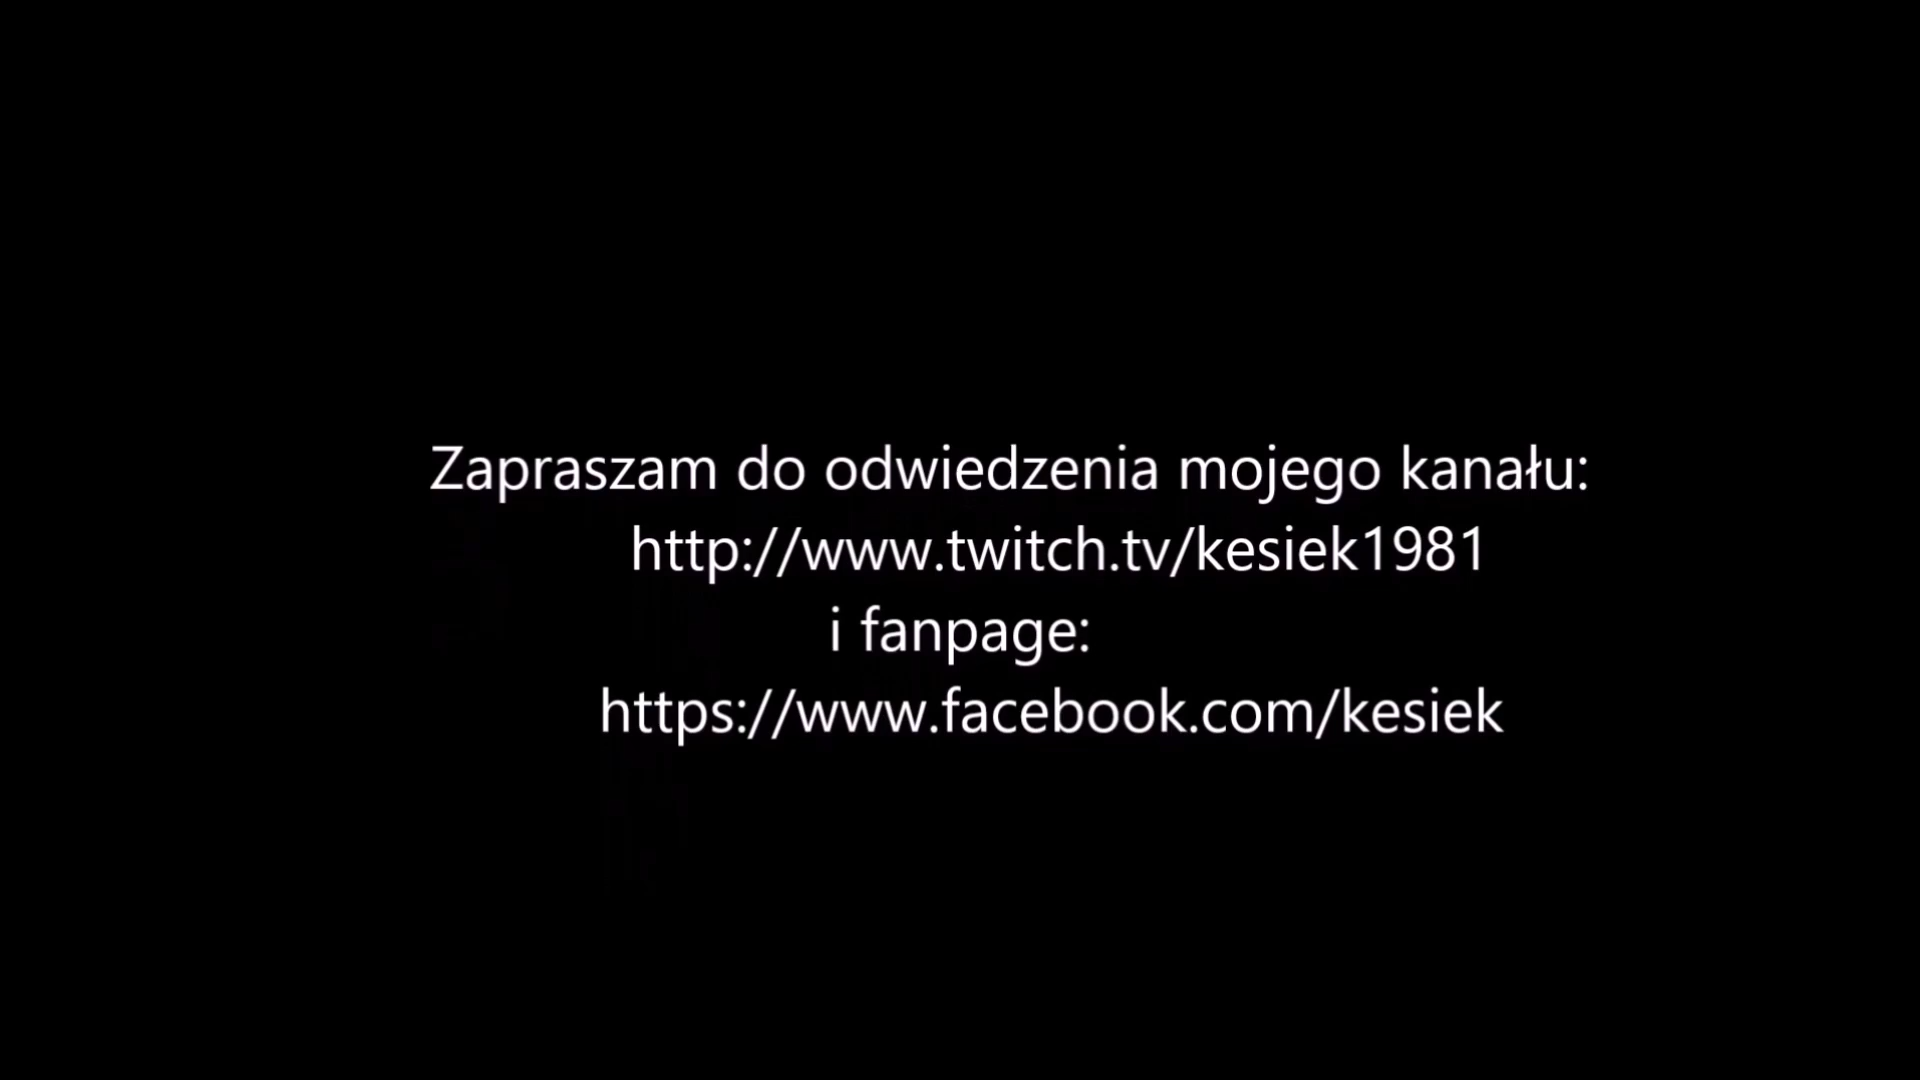 Zapraszam do odwiedzenia mojego kanału:
http://www.twitch.tv/kesiek1981
i fanpage:
https://www.facebook.com/kesiek